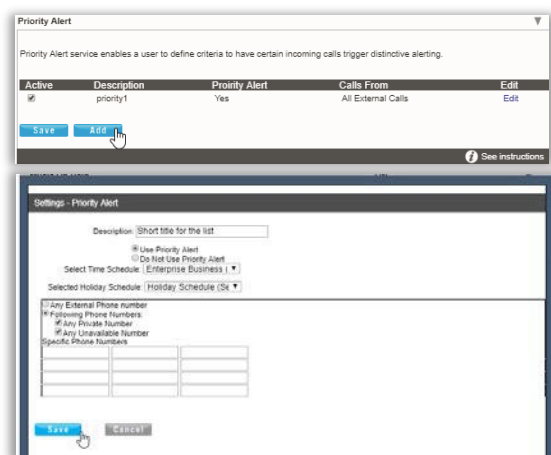 Priority Alert
Priority Alert service enables a user to define criteria to have certain incoming calls trigger distinctive alerting.
Active Description Proirity Alert Calls From Edit
priority1 Yes All External Calls Edit
Save Add
See instructions
Settings - Priority Alert
Description: Short title for the list
Use Priority Alert
Do Not Use Priority Alert
Select Time Schedule: Enterprise Business (
Selected Holiday Schedule: Holiday Schedule (Se
Any External Phone number
Following Phone Numbers:
Any Private Number
Any Unavailable Number
Specific Phone Numbers
Save Cancel